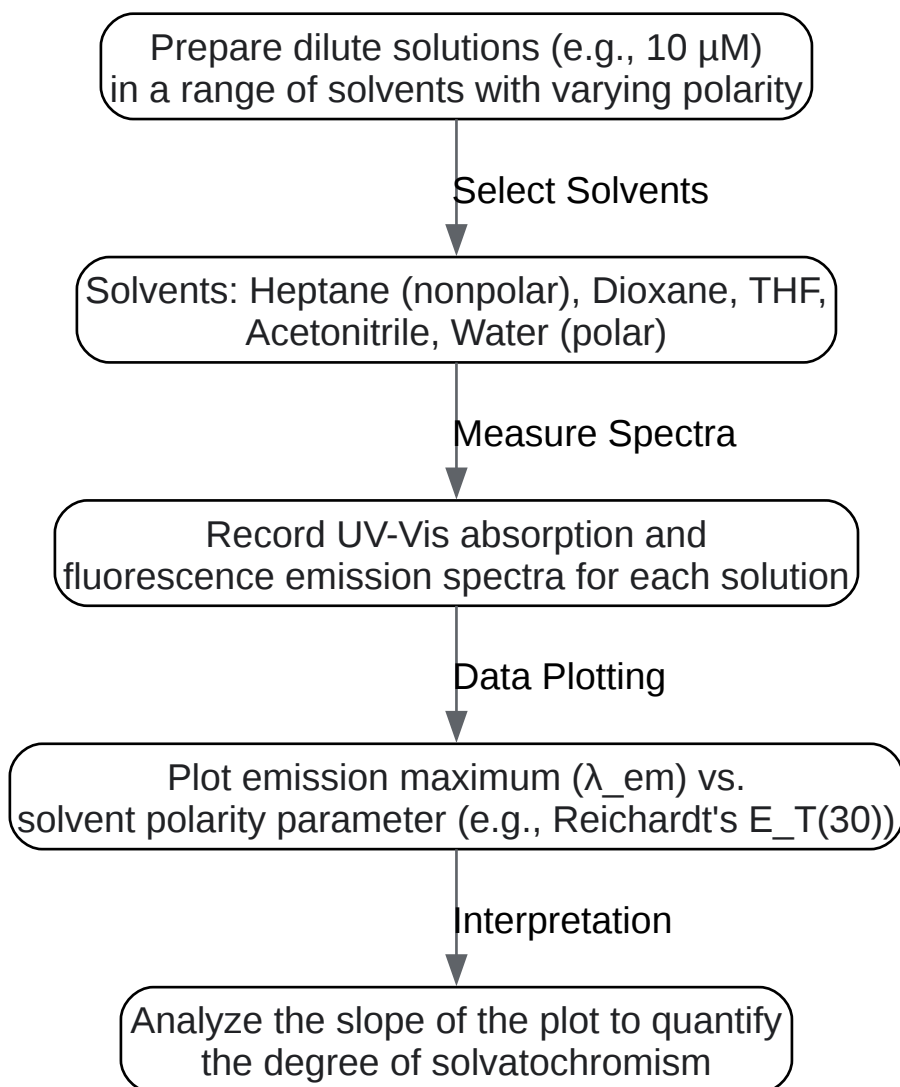 Prepare dilute solutions (e.g., 10 µM)
in a range of solvents with varying polarity
Select Solvents
Solvents: Heptane (nonpolar), Dioxane, THF,
Acetonitrile, Water (polar)
Measure Spectra
Record UV-Vis absorption and
fluorescence emission spectra for each solution
Data Plotting
Plot emission maximum (λ_em) vs.
solvent polarity parameter (e.g., Reichardt's E_T(30))
Interpretation
Analyze the slope of the plot to quantify
the degree of solvatochromism